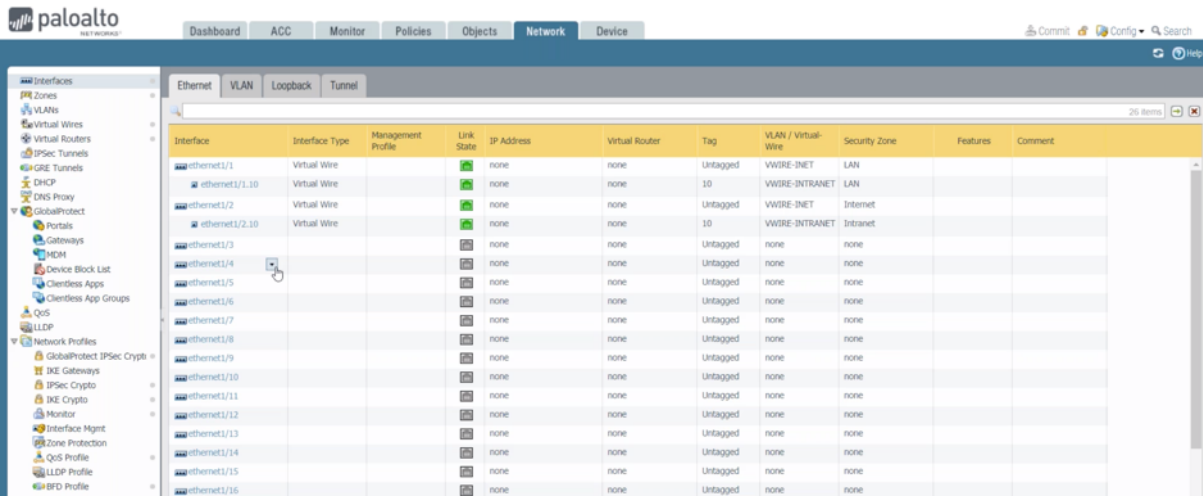 paloalto
NETWORKS
Dashboard ACC Monitor Policies Objects Network Device
Commit Config Search
Help
Interfaces
Zones
VLANs
Virtual Wires
Virtual Routers
IPSec Tunnels
GRE Tunnels
DHCP
DNS Proxy
GlobalProtect
Portals
Gateways
MDM
Device Block List
Clientless Apps
Clientless App Groups
QoS
LLDP
Network Profiles
GlobalProtect IPSec Crypto
IKE Gateways
IPSec Crypto
IKE Crypto
Monitor
Interface Mgmt
Zone Protection
QoS Profile
LLDP Profile
BFD Profile
Ethernet VLAN Loopback Tunnel
26 items
Interface Interface Type Management Profile Link State IP Address Virtual Router Tag VLAN / Virtual-Wire Security Zone Features Comment
ethernet1/1 Virtual Wire none none Untagged VWIRE-INET LAN
ethernet1/1.10 Virtual Wire none none 10 VWIRE-INTRANET LAN
ethernet1/2 Virtual Wire none none Untagged VWIRE-INET Internet
ethernet1/2.10 Virtual Wire none none 10 VWIRE-INTRANET Intranet
ethernet1/3 none none Untagged none none
ethernet1/4 none none Untagged none none
ethernet1/5 none none Untagged none none
ethernet1/6 none none Untagged none none
ethernet1/7 none none Untagged none none
ethernet1/8 none none Untagged none none
ethernet1/9 none none Untagged none none
ethernet1/10 none none Untagged none none
ethernet1/11 none none Untagged none none
ethernet1/12 none none Untagged none none
ethernet1/13 none none Untagged none none
ethernet1/14 none none Untagged none none
ethernet1/15 none none Untagged none none
ethernet1/16 none none Untagged none none